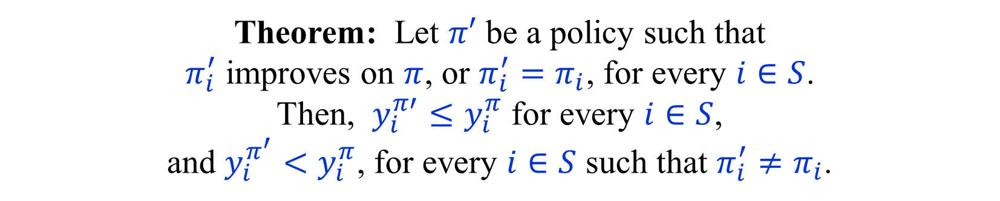 Theorem: Let π′ be a policy such that
π′ᵢ improves on π, or π′ᵢ = πᵢ, for every i ∈ S.
Then, yᵢ^π′ ≤ yᵢ^π for every i ∈ S,
and yᵢ^π′ < yᵢ^π, for every i ∈ S such that π′ᵢ ≠ πᵢ.